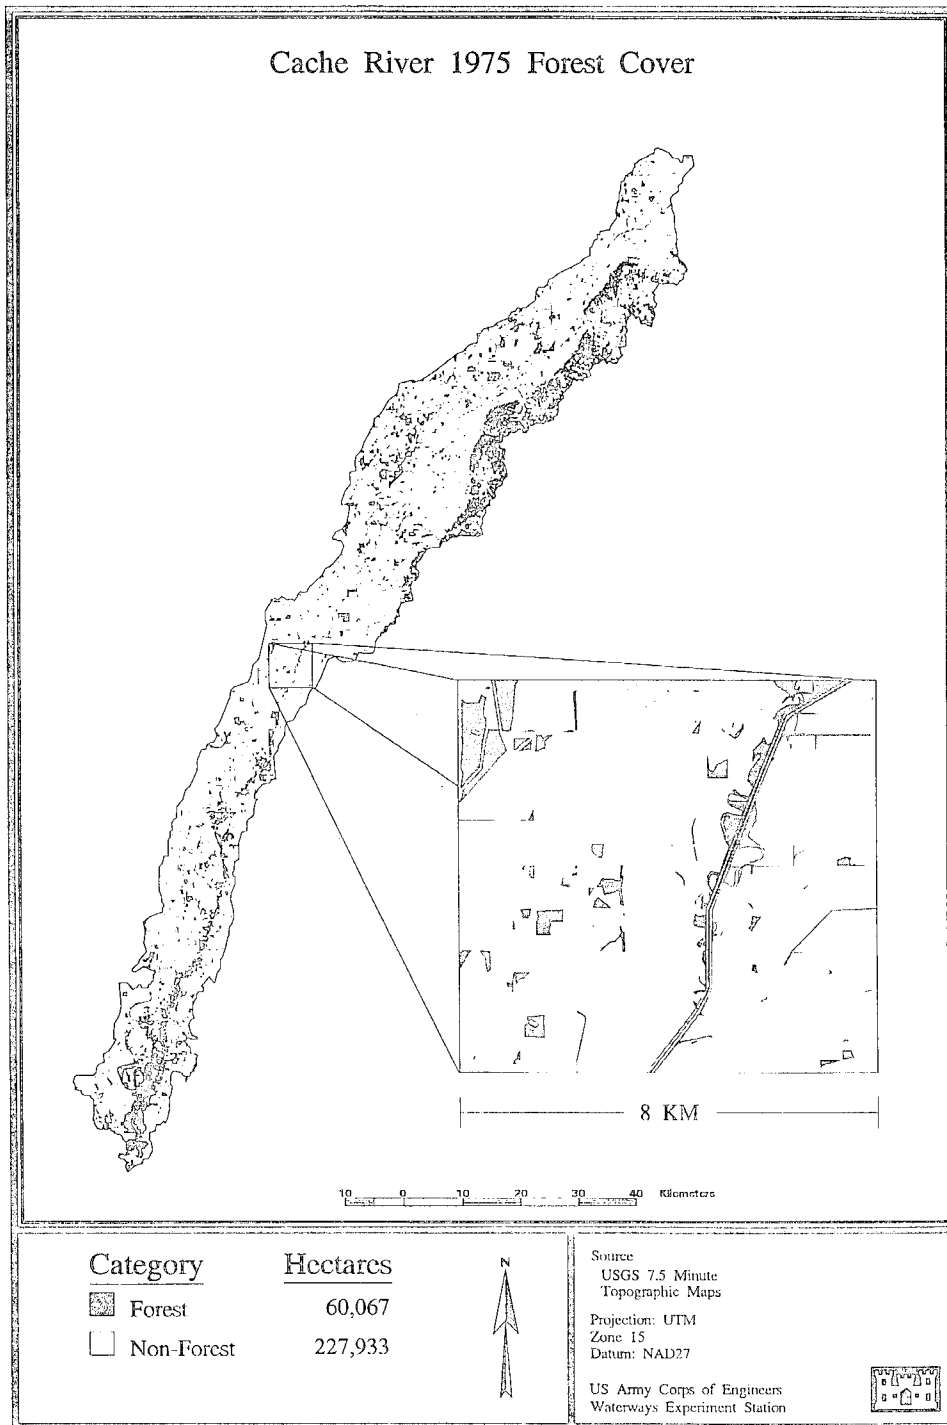 Cache River 1975 Forest Cover
8 KM
10 0 10 20 30 40 Kilometers
Category Hectares
Forest 60,067
Non-Forest 227,933
N
Source
USGS 7.5 Minute
Topographic Maps
Projection: UTM
Zone 15
Datum: NAD27
US Army Corps of Engineers
Waterways Experiment Station